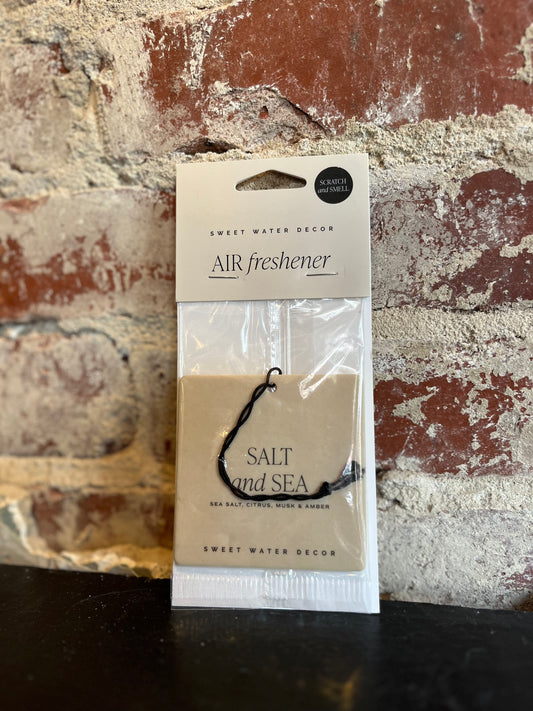 SCRATCH
and SMELL
SWEET WATER DECOR
AIR freshener
SALT
and SEA
SEA SALT, CITRUS, MUSK & AMBER
SWEET WATER DECOR